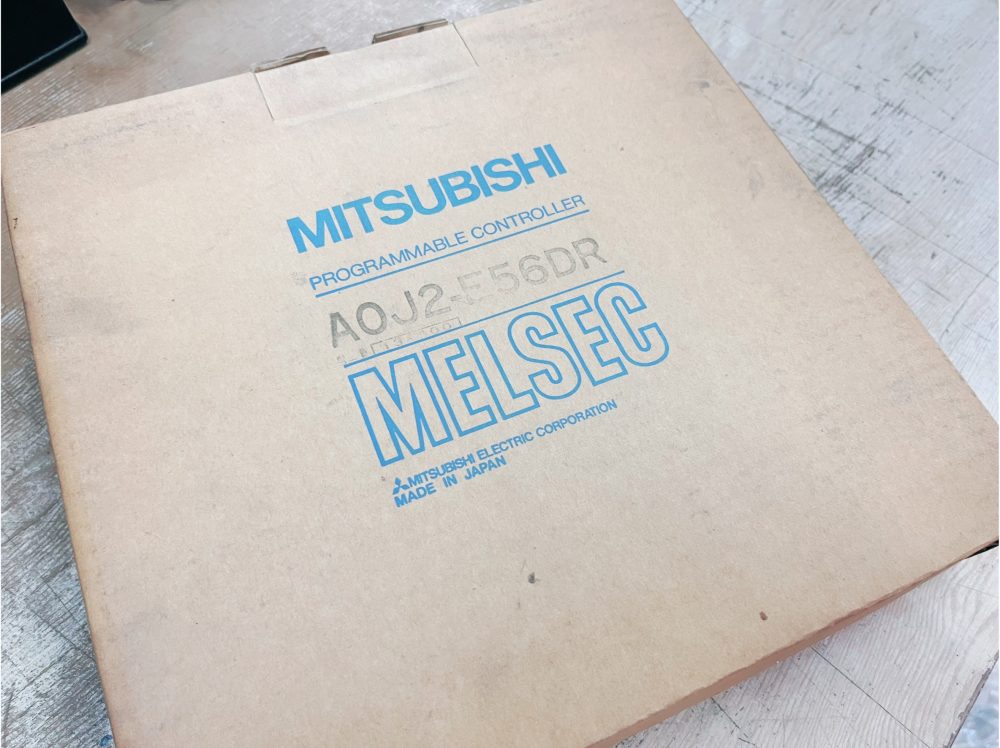 MITSUBISHI
PROGRAMMABLE CONTROLLER
A0J2-E56DR
MELSEC
MITSUBISHI ELECTRIC CORPORATION
MADE IN JAPAN